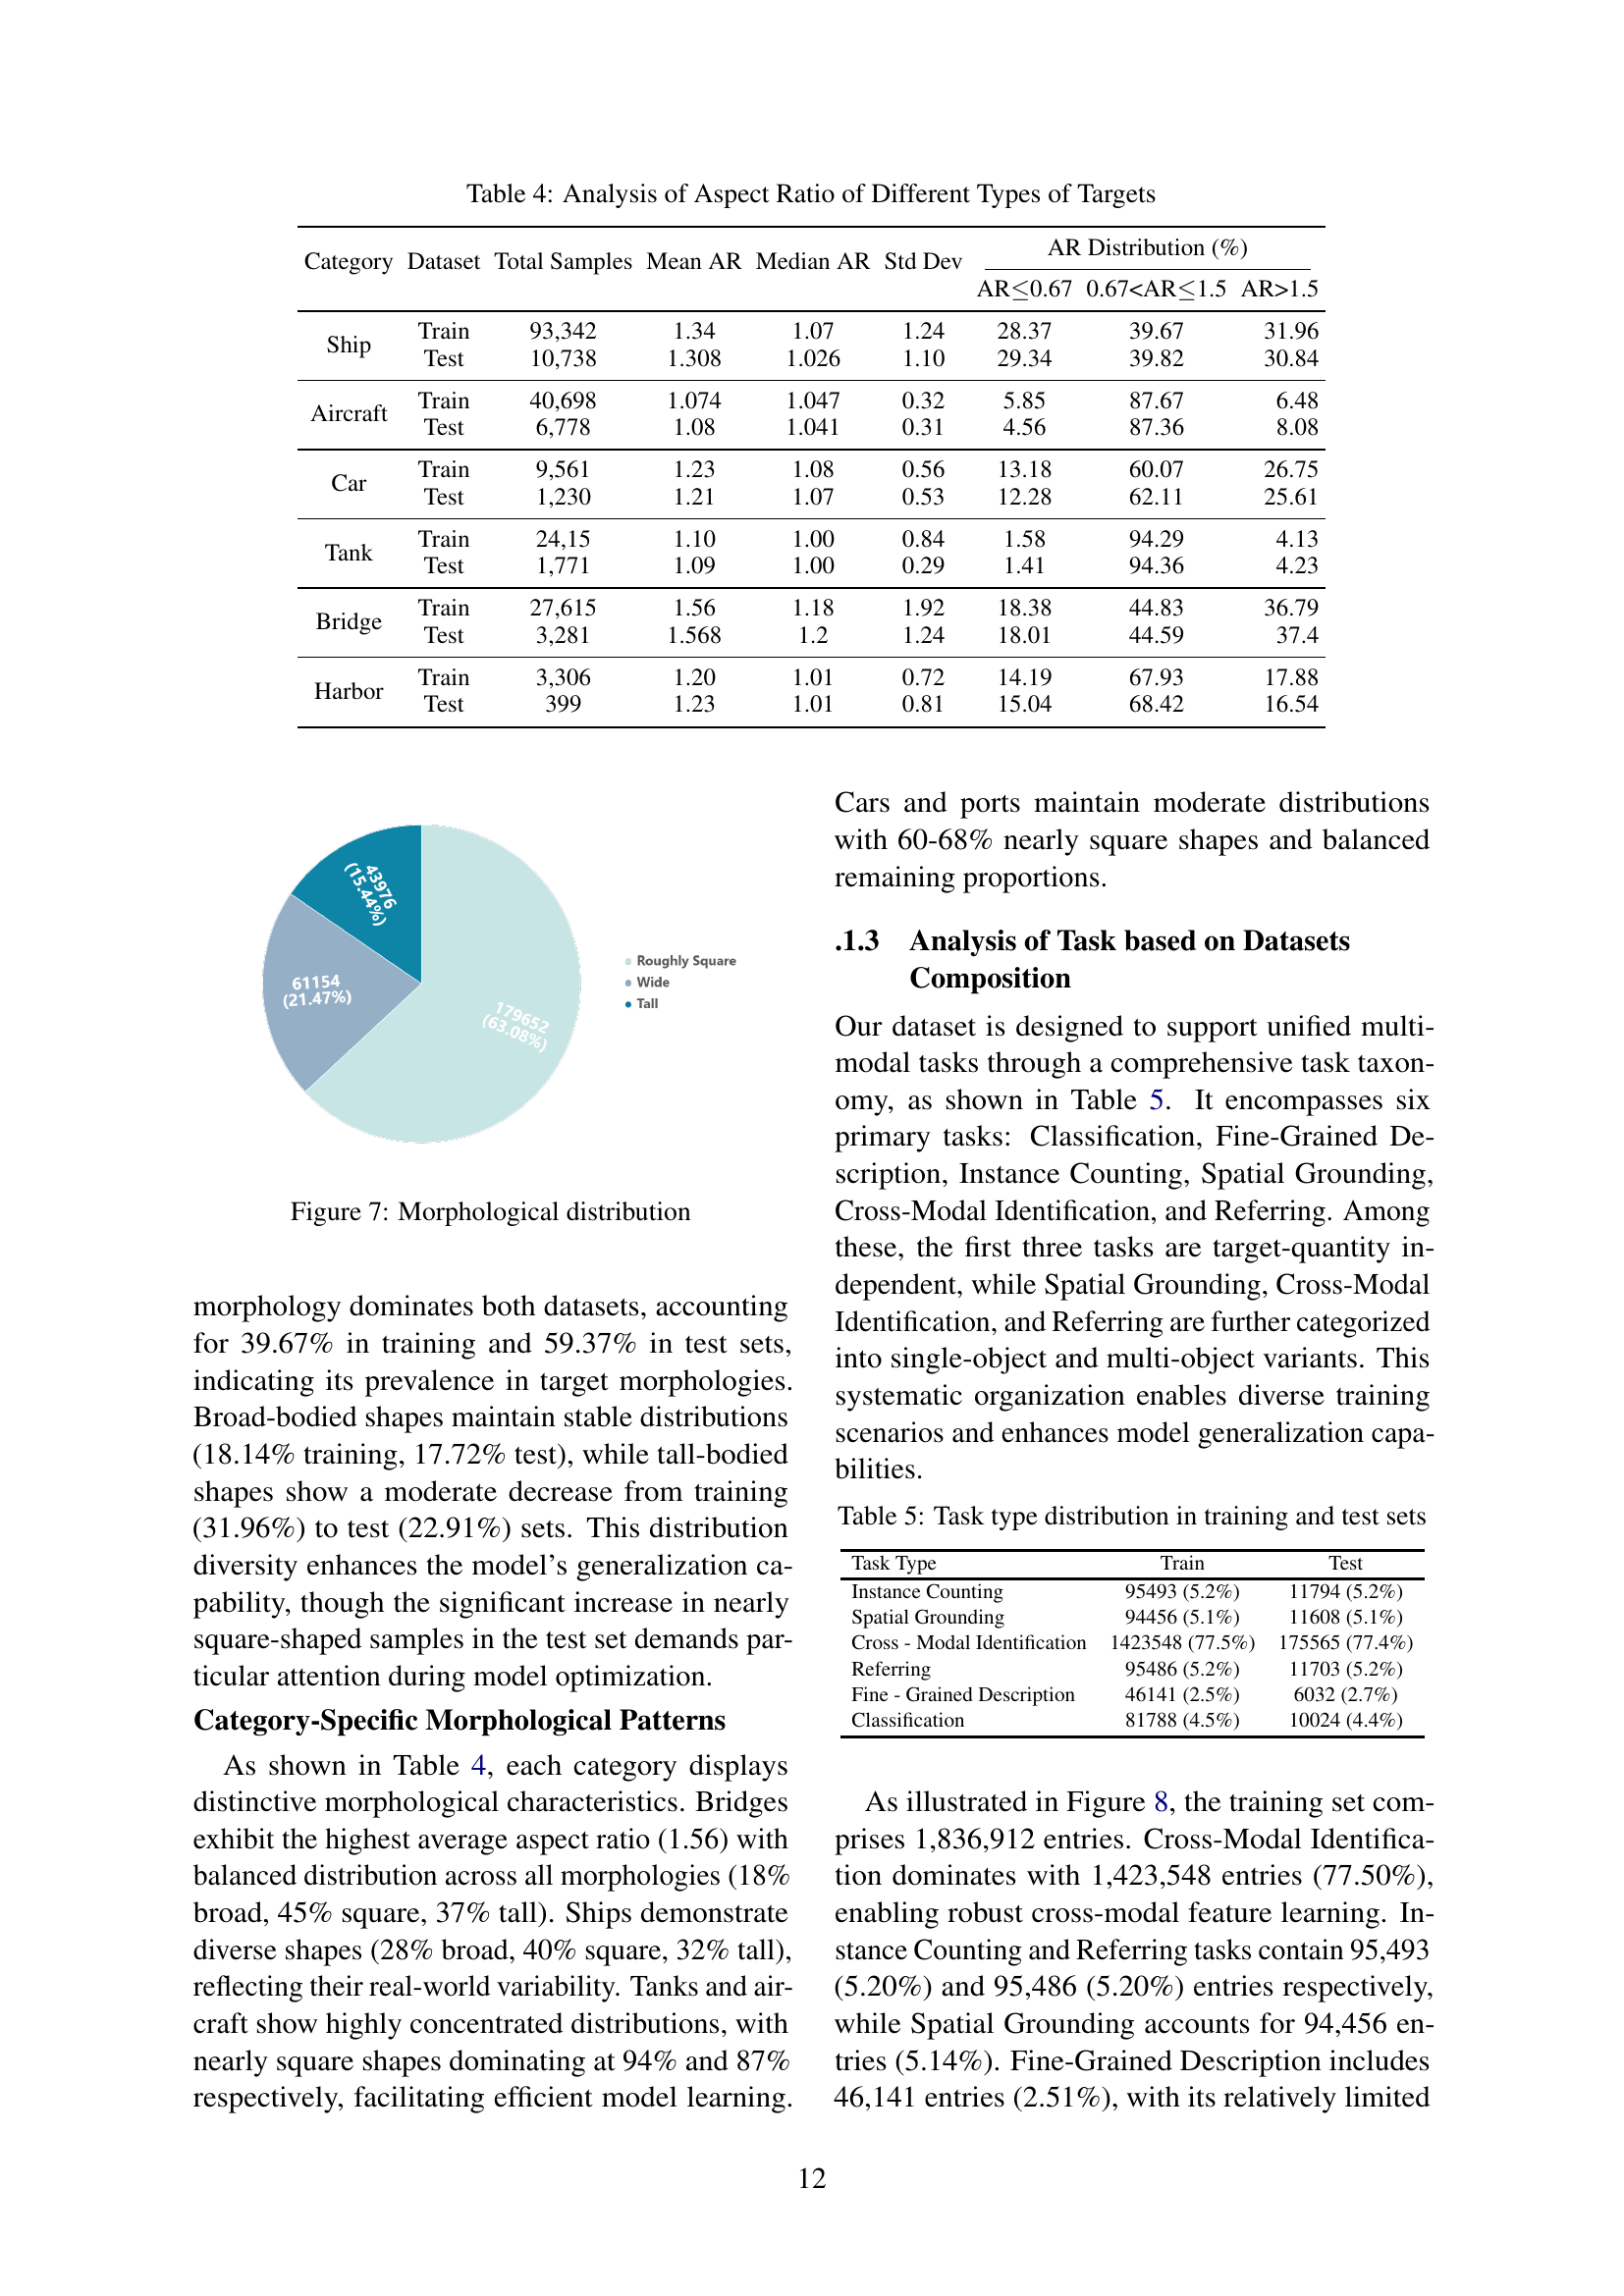 Table 4: Analysis of Aspect Ratio of Different Types of Targets
Category Dataset Total Samples Mean AR Median AR Std Dev AR Distribution (%)
AR≤0.67 0.67<AR≤1.5 AR>1.5
Ship Train 93,342 1.34 1.07 1.24 28.37 39.67 31.96
Test 10,738 1.308 1.026 1.10 29.34 39.82 30.84
Aircraft Train 40,698 1.074 1.047 0.32 5.85 87.67 6.48
Test 6,778 1.08 1.041 0.31 4.56 87.36 8.08
Car Train 9,561 1.23 1.08 0.56 13.18 60.07 26.75
Test 1,230 1.21 1.07 0.53 12.28 62.11 25.61
Tank Train 24,15 1.10 1.00 0.84 1.58 94.29 4.13
Test 1,771 1.09 1.00 0.29 1.41 94.36 4.23
Bridge Train 27,615 1.56 1.18 1.92 18.38 44.83 36.79
Test 3,281 1.568 1.2 1.24 18.01 44.59 37.4
Harbor Train 3,306 1.20 1.01 0.72 14.19 67.93 17.88
Test 399 1.23 1.01 0.81 15.04 68.42 16.54
43976
(15.44%)
61154
(21.47%)
179652
(63.08%)
Roughly Square
Wide
Tall
Figure 7: Morphological distribution
morphology dominates both datasets, accounting
for 39.67% in training and 59.37% in test sets,
indicating its prevalence in target morphologies.
Broad-bodied shapes maintain stable distributions
(18.14% training, 17.72% test), while tall-bodied
shapes show a moderate decrease from training
(31.96%) to test (22.91%) sets. This distribution
diversity enhances the model's generalization ca-
pability, though the significant increase in nearly
square-shaped samples in the test set demands par-
ticular attention during model optimization.
Category-Specific Morphological Patterns
As shown in Table 4, each category displays
distinctive morphological characteristics. Bridges
exhibit the highest average aspect ratio (1.56) with
balanced distribution across all morphologies (18%
broad, 45% square, 37% tall). Ships demonstrate
diverse shapes (28% broad, 40% square, 32% tall),
reflecting their real-world variability. Tanks and air-
craft show highly concentrated distributions, with
nearly square shapes dominating at 94% and 87%
respectively, facilitating efficient model learning.
Cars and ports maintain moderate distributions
with 60-68% nearly square shapes and balanced
remaining proportions.
.1.3 Analysis of Task based on Datasets
Composition
Our dataset is designed to support unified multi-
modal tasks through a comprehensive task taxon-
omy, as shown in Table 5. It encompasses six
primary tasks: Classification, Fine-Grained De-
scription, Instance Counting, Spatial Grounding,
Cross-Modal Identification, and Referring. Among
these, the first three tasks are target-quantity in-
dependent, while Spatial Grounding, Cross-Modal
Identification, and Referring are further categorized
into single-object and multi-object variants. This
systematic organization enables diverse training
scenarios and enhances model generalization capa-
bilities.
Table 5: Task type distribution in training and test sets
Task Type Train Test
Instance Counting 95493 (5.2%) 11794 (5.2%)
Spatial Grounding 94456 (5.1%) 11608 (5.1%)
Cross - Modal Identification 1423548 (77.5%) 175565 (77.4%)
Referring 95486 (5.2%) 11703 (5.2%)
Fine - Grained Description 46141 (2.5%) 6032 (2.7%)
Classification 81788 (4.5%) 10024 (4.4%)
As illustrated in Figure 8, the training set com-
prises 1,836,912 entries. Cross-Modal Identifica-
tion dominates with 1,423,548 entries (77.50%),
enabling robust cross-modal feature learning. In-
stance Counting and Referring tasks contain 95,493
(5.20%) and 95,486 (5.20%) entries respectively,
while Spatial Grounding accounts for 94,456 en-
tries (5.14%). Fine-Grained Description includes
46,141 entries (2.51%), with its relatively limited
12